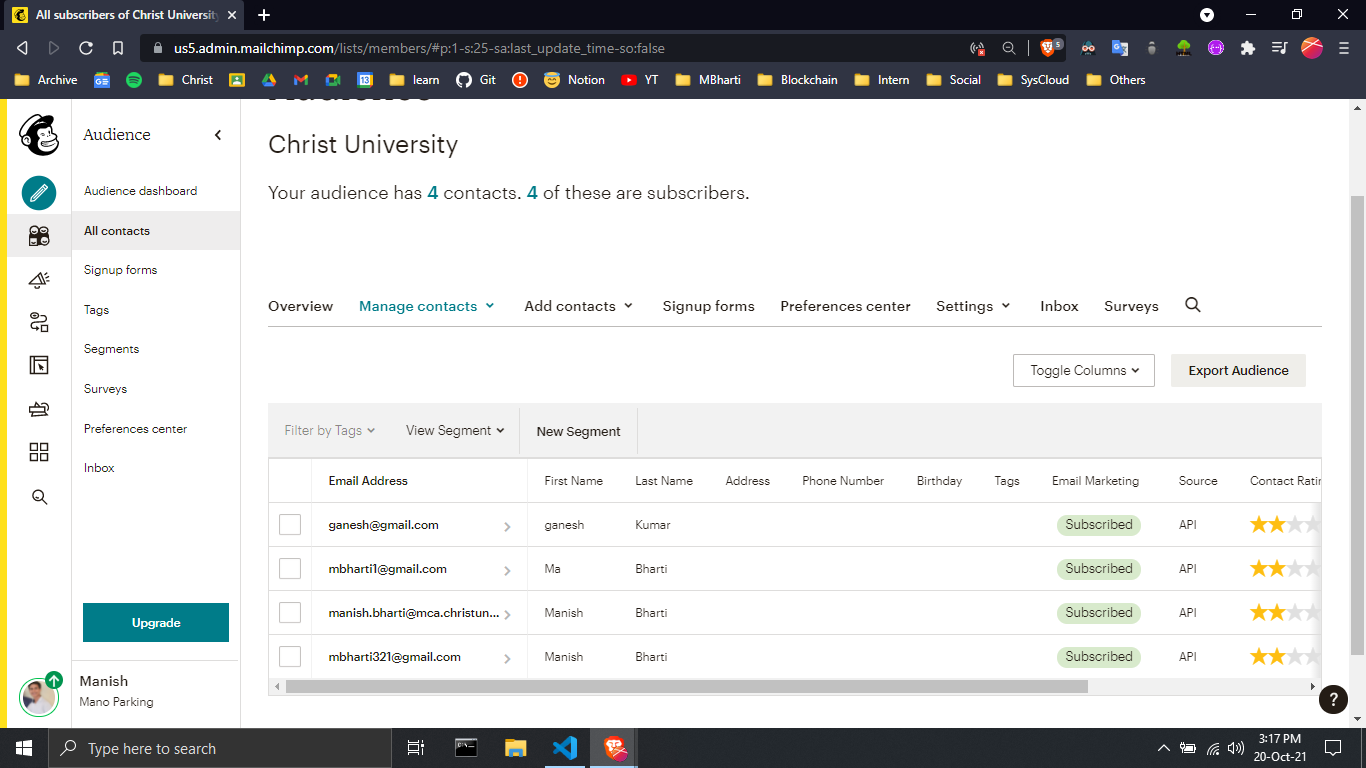 All subscribers of Christ University
us5.admin.mailchimp.com/lists/members/#p:1-s:25-sa:last_update_time-so:false
5
Archive Christ learn Git Notion YT MBharti Blockchain Intern Social SysCloud Others
13
Audience
Audience dashboard
All contacts
Signup forms
Tags
Segments
Surveys
Preferences center
Inbox
Upgrade
Manish
Mano Parking
Christ University
Your audience has 4 contacts. 4 of these are subscribers.
Overview Manage contacts Add contacts Signup forms Preferences center Settings Inbox Surveys
Toggle Columns Export Audience
Filter by Tags View Segment New Segment
Email Address First Name Last Name Address Phone Number Birthday Tags Email Marketing Source Contact Ratin
ganesh@gmail.com ganesh Kumar Subscribed API
mbharti1@gmail.com Ma Bharti Subscribed API
manish.bharti@mca.christun... Manish Bharti Subscribed API
mbharti321@gmail.com Manish Bharti Subscribed API
?
Type here to search
3:17 PM
20-Oct-21